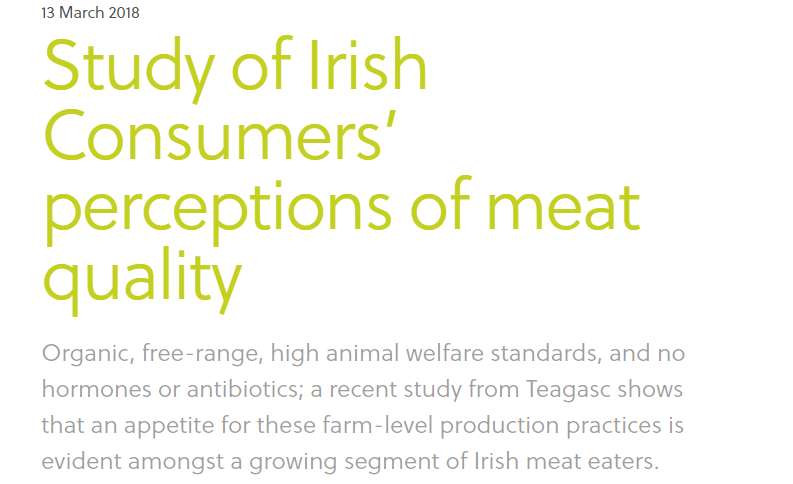 13 March 2018
Study of Irish
Consumers’
perceptions of meat
quality
Organic, free-range, high animal welfare standards, and no
hormones or antibiotics; a recent study from Teagasc shows
that an appetite for these farm-level production practices is
evident amongst a growing segment of Irish meat eaters.